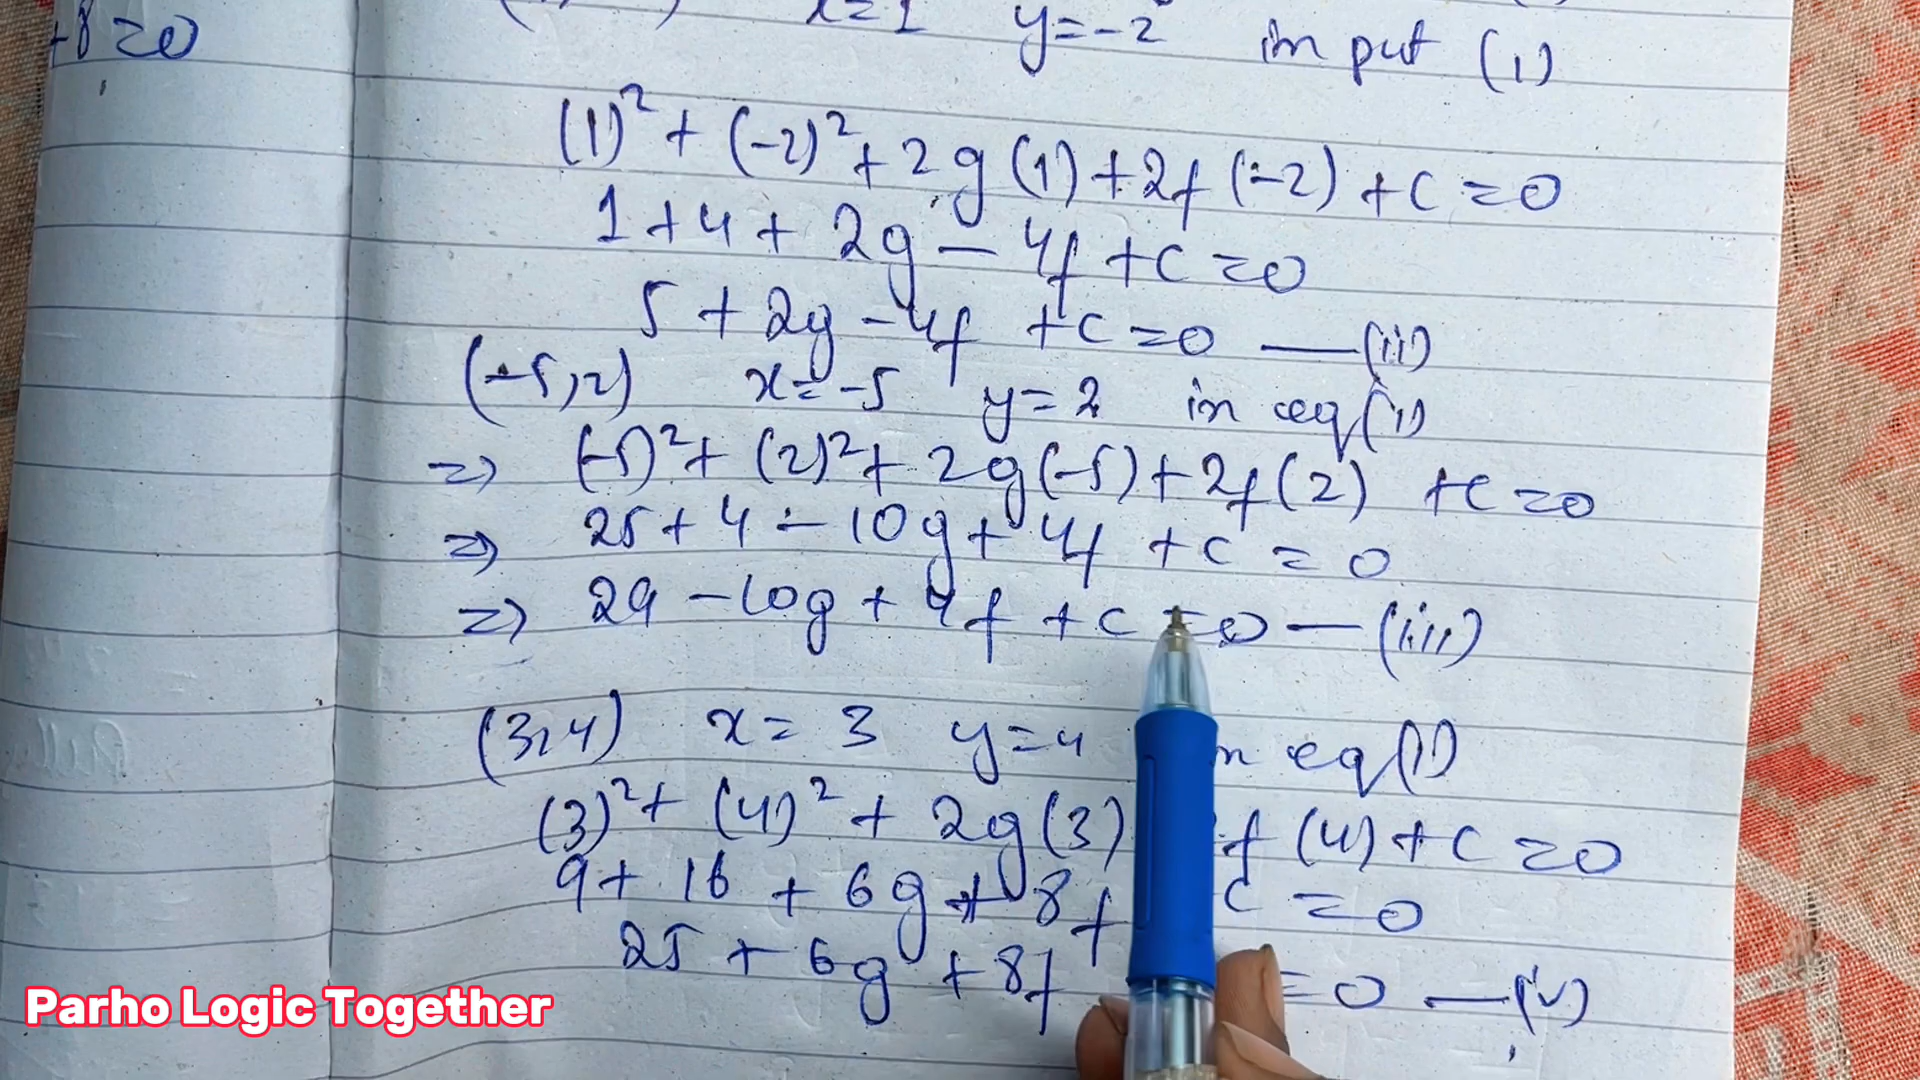 +8=0
x=1 y=-2 in put (i)
(1)² + (-2)² + 2g(1) + 2f(-2) + c = 0
1 + 4 + 2g - 4f + c = 0
5 + 2g - 4f + c = 0 — (ii)
(-5,2) x=-5 y=2 in eq(i)
=> (-5)² + (2)² + 2g(-5) + 2f(2) + c = 0
=> 25 + 4 - 10g + 4f + c = 0
=> 29 - 10g + 4f + c = 0 — (iii)
(3,4) x=3 y=4 in eq(i)
(3)² + (4)² + 2g(3) f(4) + c = 0
9 + 16 + 6g + 8f c = 0
25 + 6g + 8f = 0 — (iv)
Parho Logic Together